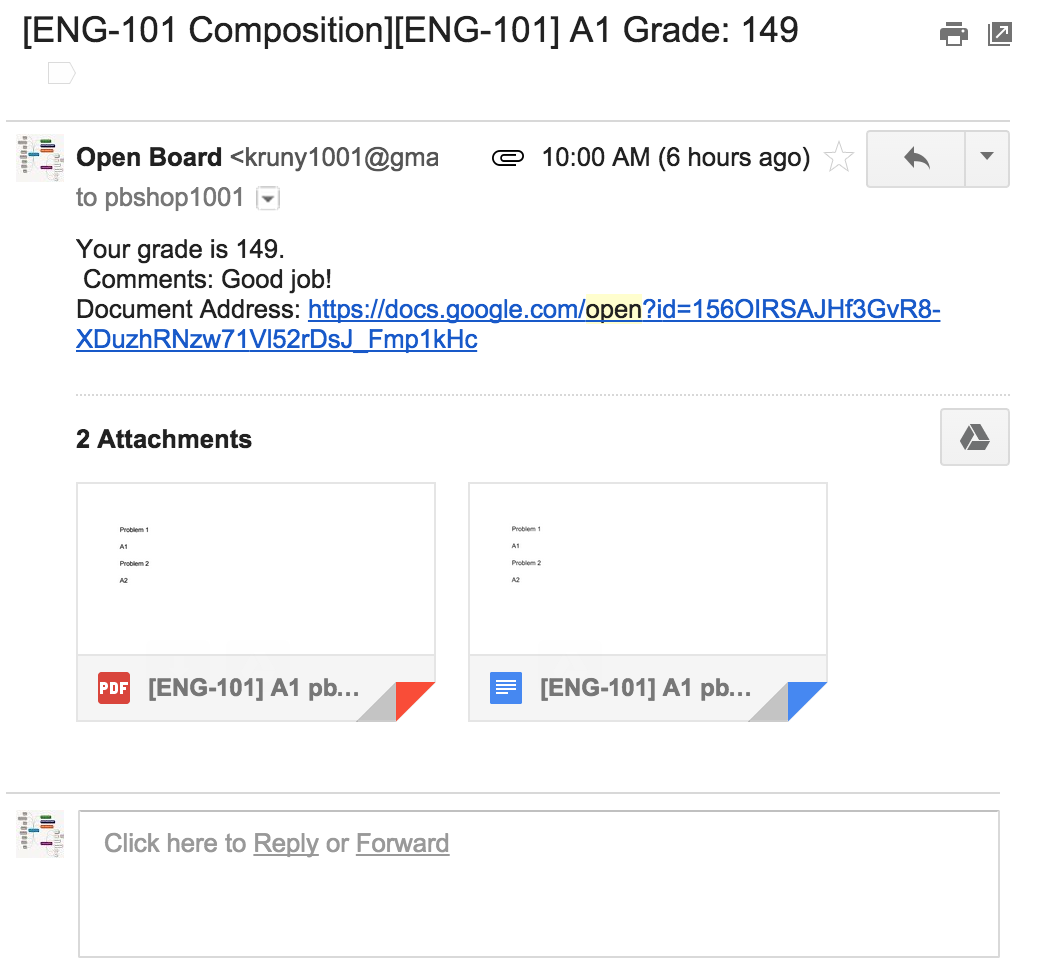 [ENG-101 Composition][ENG-101] A1 Grade: 149
Open Board <kruny1001@gma 10:00 AM (6 hours ago)
to pbshop1001
Your grade is 149.
Comments: Good job!
Document Address: https://docs.google.com/open?id=156OIRSAJHf3GvR8-
XDuzhRNzw71Vl52rDsJ_Fmp1kHc
2 Attachments
Problem 1
A1
Problem 2
A2
PDF [ENG-101] A1 pb...
Problem 1
A1
Problem 2
A2
[ENG-101] A1 pb...
Click here to Reply or Forward